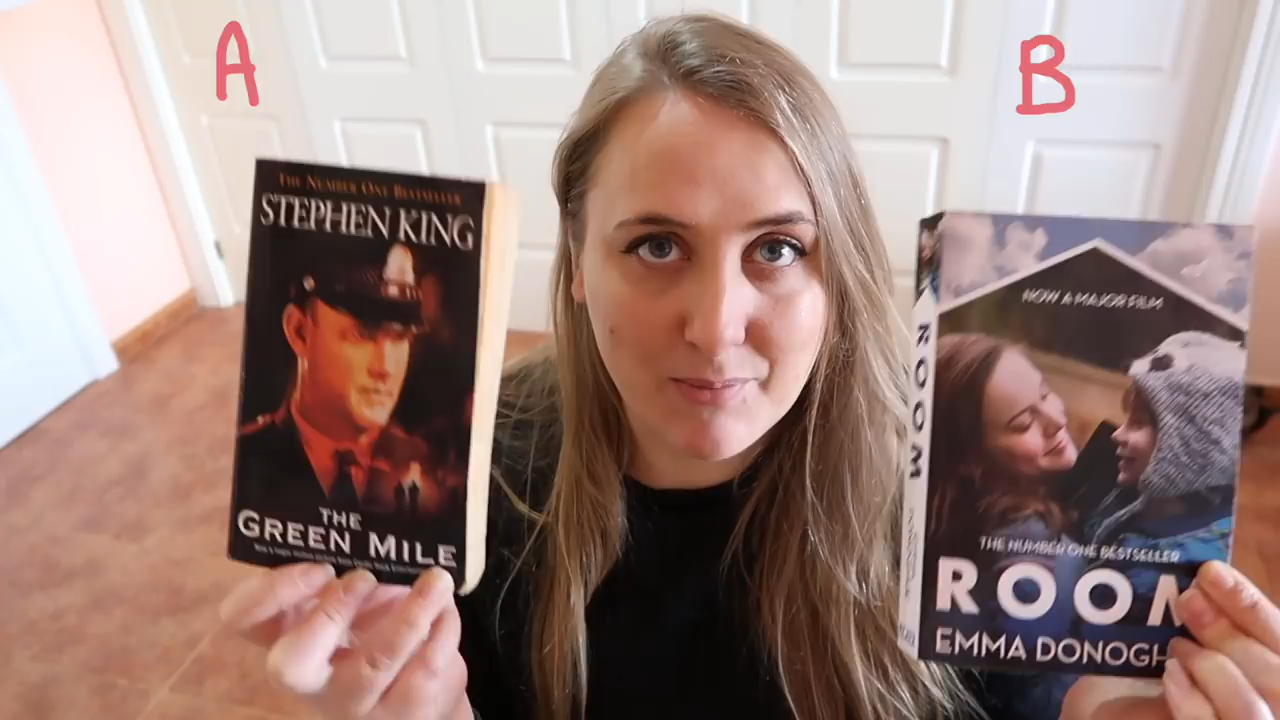 A
B
THE NUMBER ONE BESTSELLER
STEPHEN KING
THE
GREEN MILE
ROOM
NOW A MAJOR FILM
THE NUMBER ONE BESTSELLER
ROOM
EMMA DONOGH